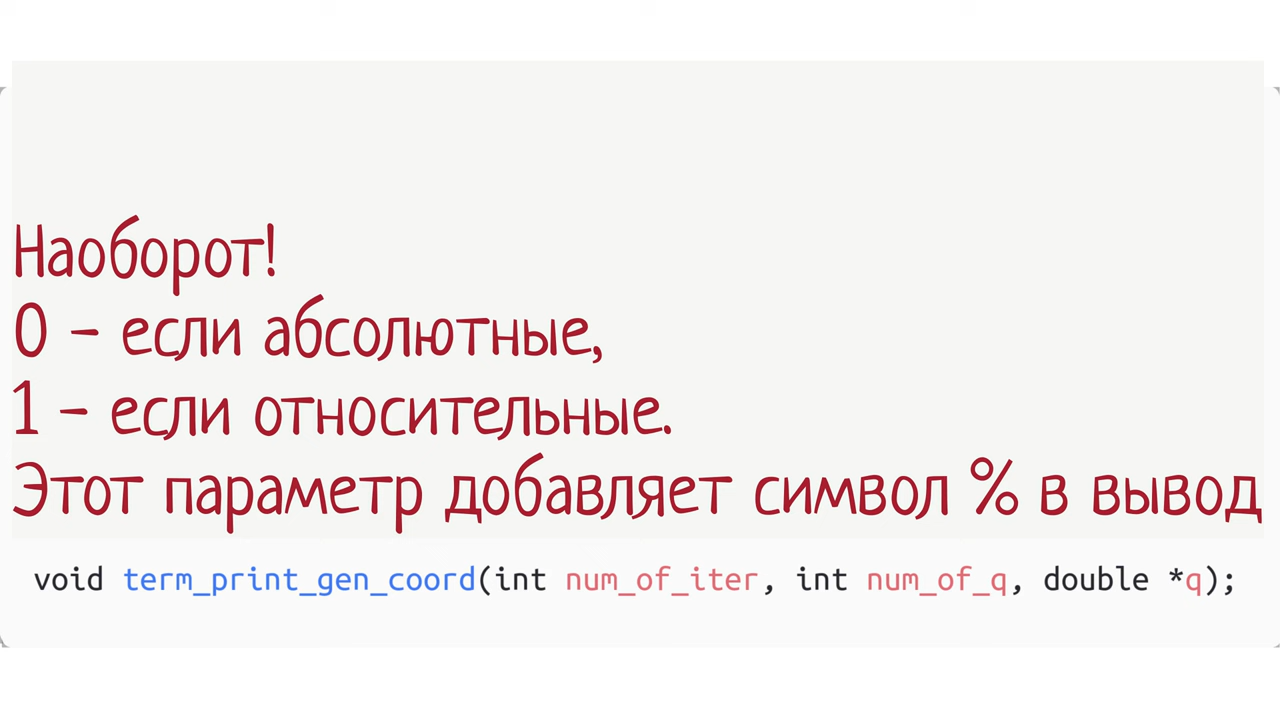 Наоборот!
0 - если абсолютные,
1 - если относительные.
Этот параметр добавляет символ % в вывод
void term_print_gen_coord(int num_of_iter, int num_of_q, double *q);